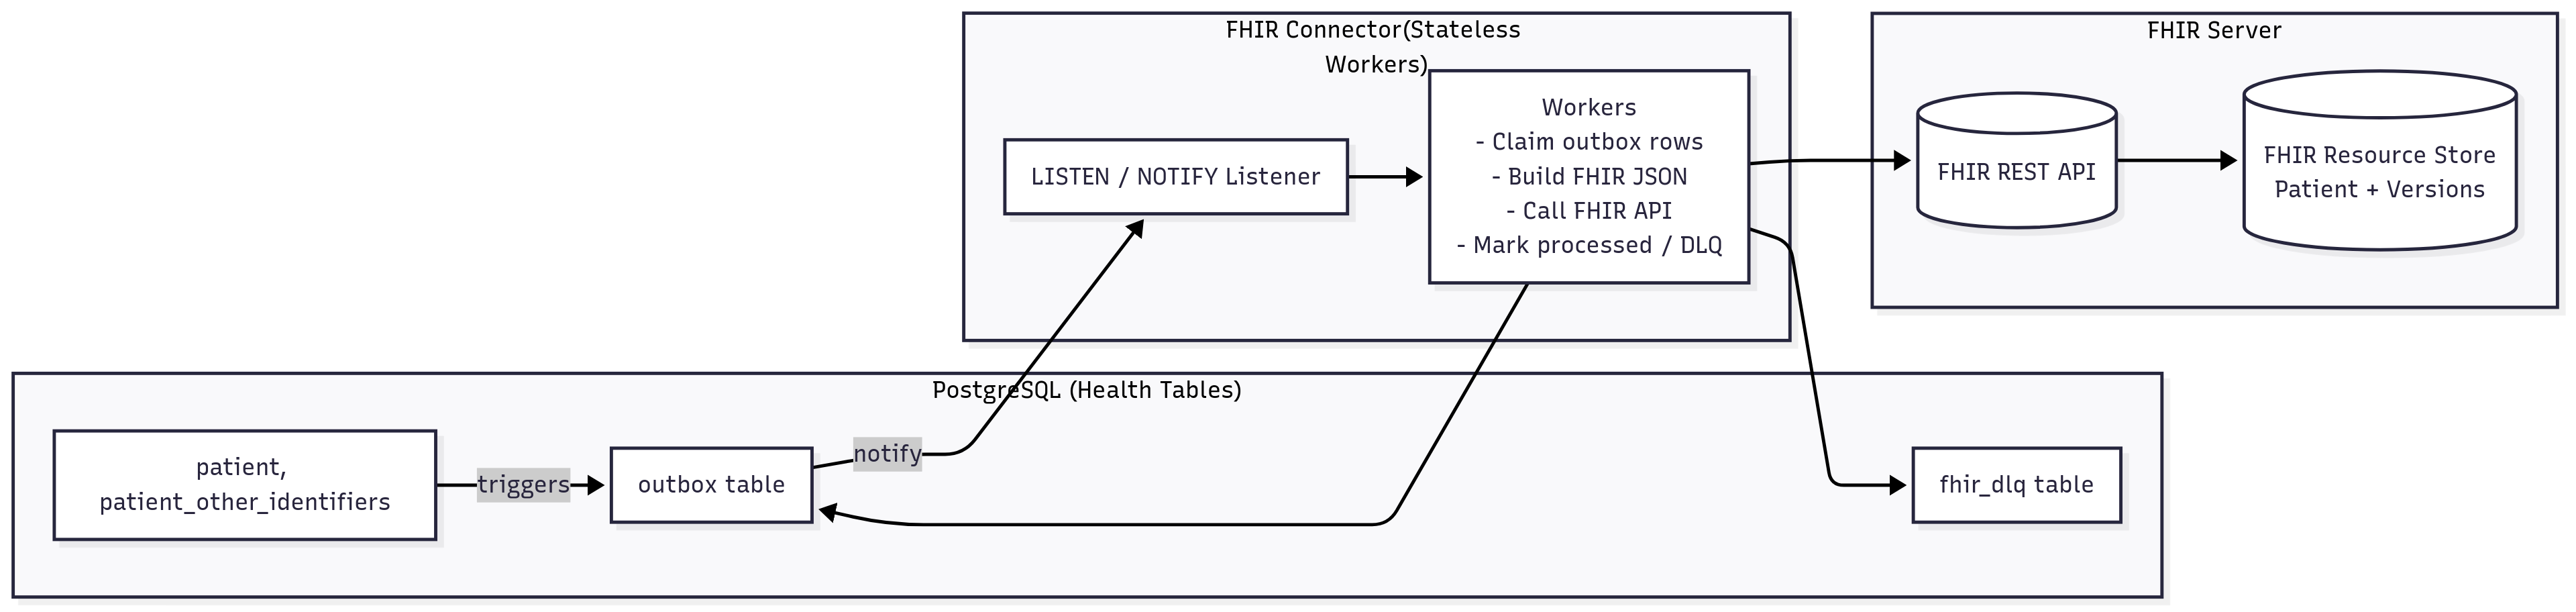 FHIR Connector(Stateless
Workers)
LISTEN / NOTIFY Listener
Workers
- Claim outbox rows
- Build FHIR JSON
- Call FHIR API
- Mark processed / DLQ
FHIR Server
FHIR REST API
FHIR Resource Store
Patient + Versions
PostgreSQL (Health Tables)
patient,
patient_other_identifiers
triggers
outbox table
notify
fhir_dlq table